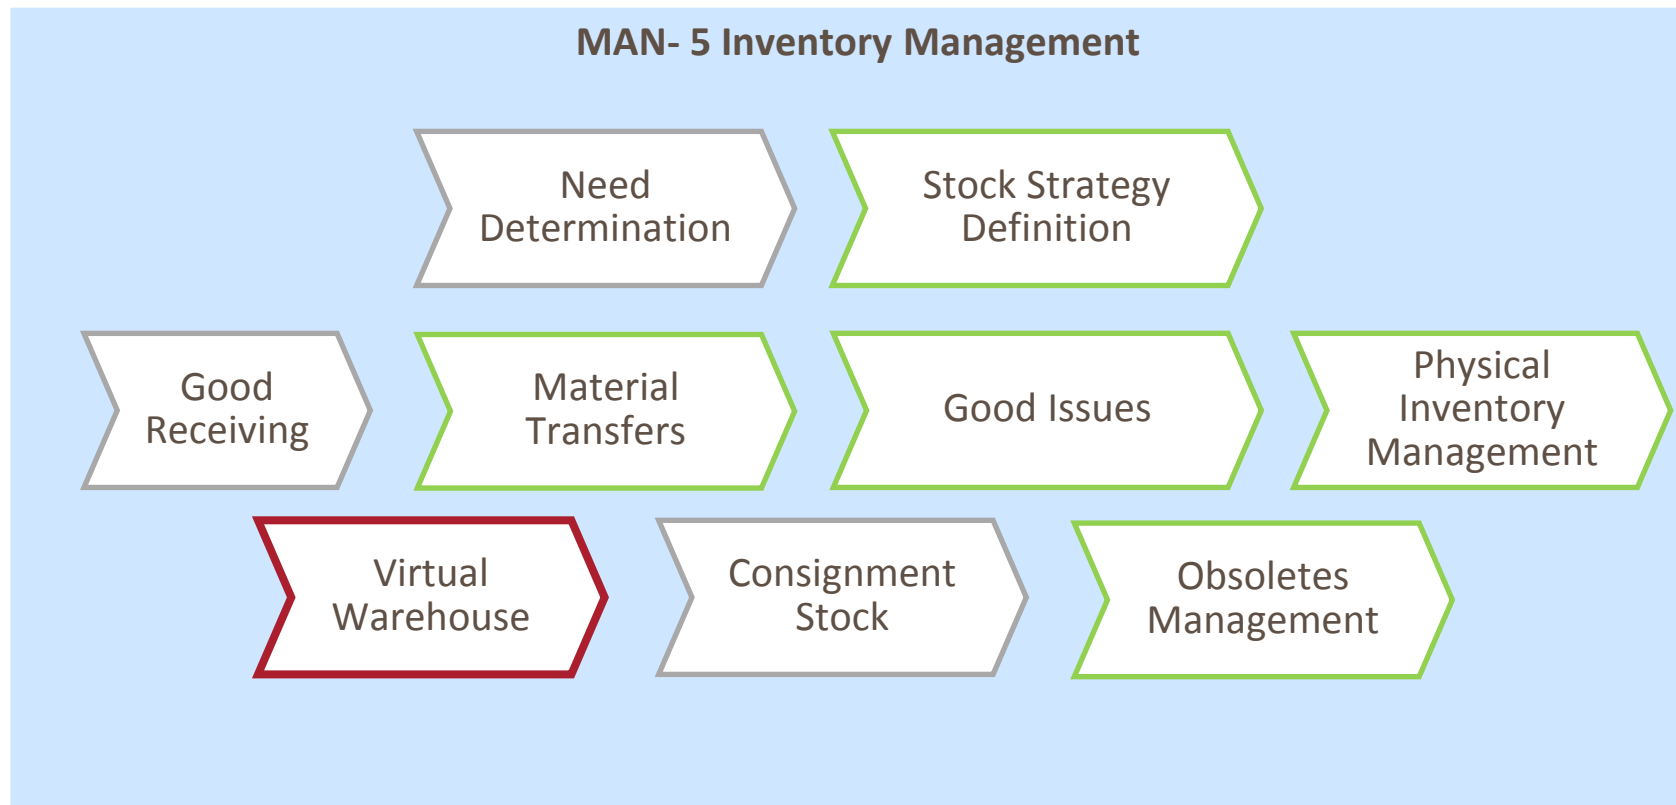 MAN- 5 Inventory Management
Need
Determination
Stock Strategy
Definition
Good
Receiving
Material
Transfers
Good Issues
Physical
Inventory
Management
Virtual
Warehouse
Consignment
Stock
Obsoletes
Management